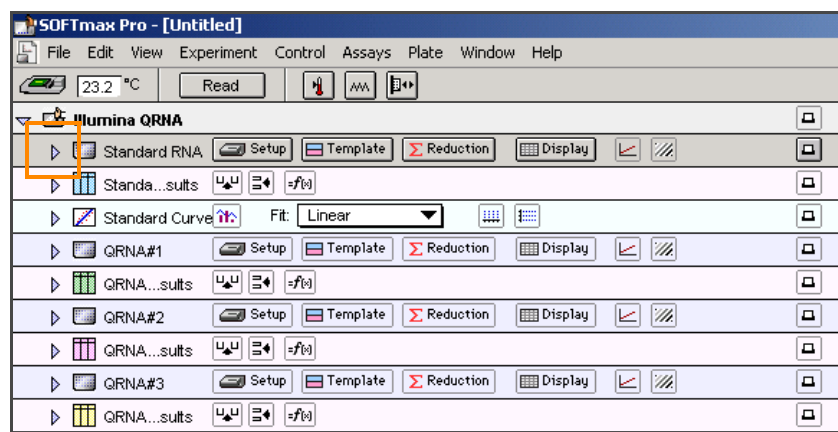 SOFTmax Pro - [Untitled]
File Edit View Experiment Control Assays Plate Window Help
23.2 °C Read
Illumina QRNA
Standard RNA Setup Template Σ Reduction Display
Standa...sults =f(x)
Standard Curve Fit: Linear
QRNA#1 Setup Template Σ Reduction Display
QRNA...sults =f(x)
QRNA#2 Setup Template Σ Reduction Display
QRNA...sults =f(x)
QRNA#3 Setup Template Σ Reduction Display
QRNA...sults =f(x)